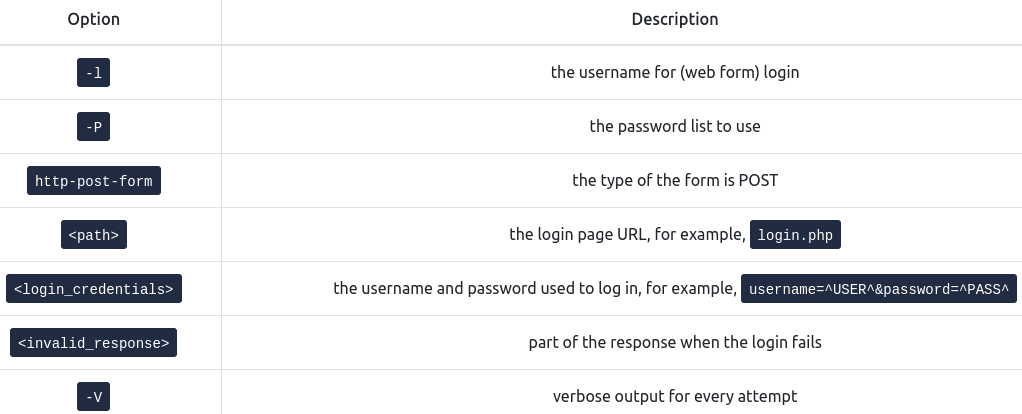 Option Description
-l the username for (web form) login
-P the password list to use
http-post-form the type of the form is POST
<path> the login page URL, for example, login.php
<login_credentials> the username and password used to log in, for example, username=^USER^&password=^PASS^
<invalid_response> part of the response when the login fails
-V verbose output for every attempt